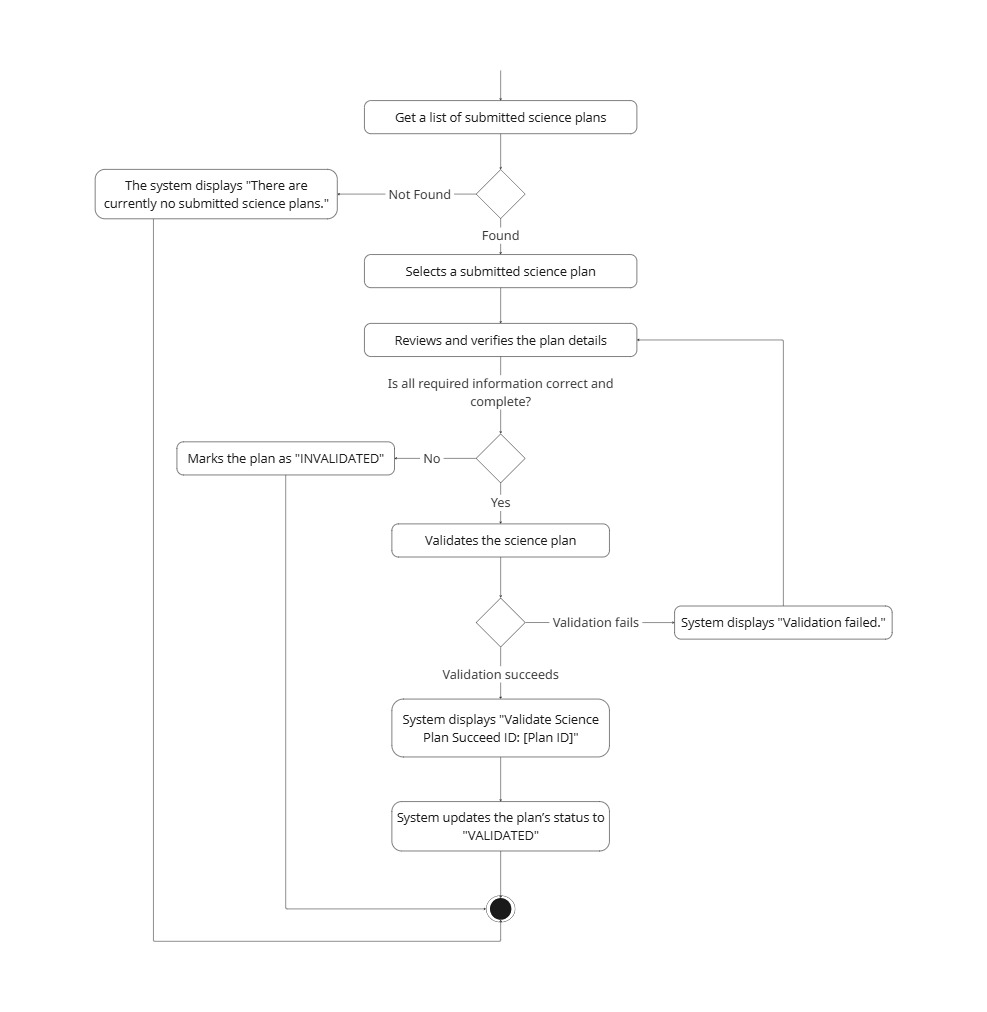 Get a list of submitted science plans
The system displays "There are
currently no submitted science plans."
Not Found
Found
Selects a submitted science plan
Reviews and verifies the plan details
Is all required information correct and
complete?
Marks the plan as "INVALIDATED"
No
Yes
Validates the science plan
Validation fails
System displays "Validation failed."
Validation succeeds
System displays "Validate Science
Plan Succeed ID: [Plan ID]"
System updates the plan’s status to
"VALIDATED"